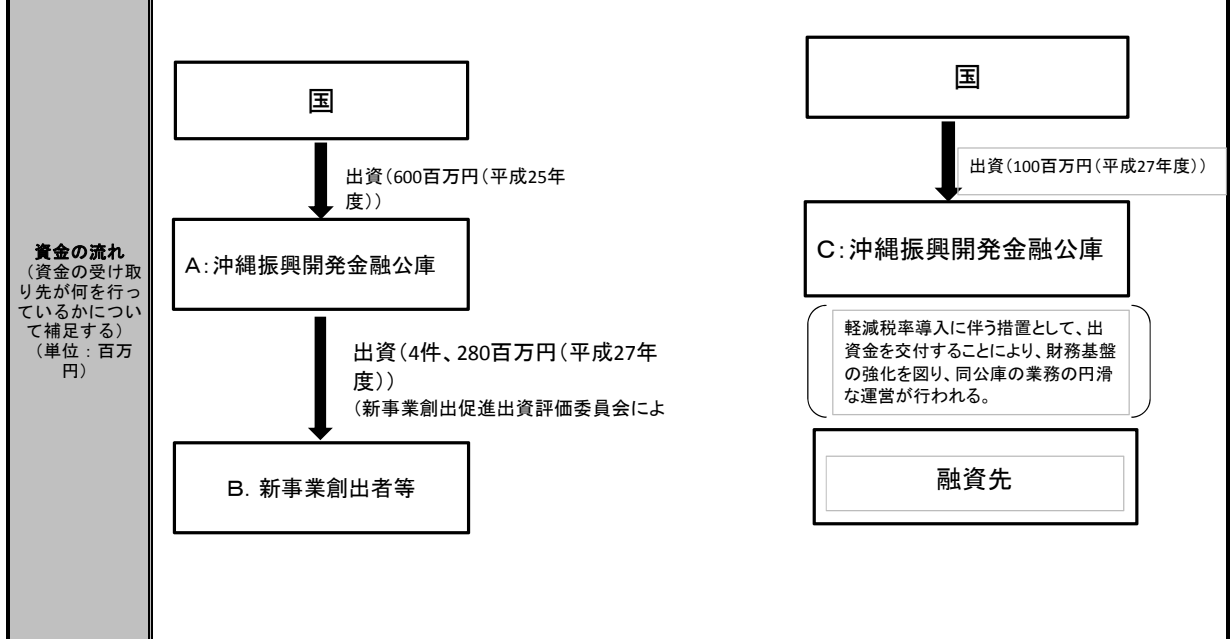 資金の流れ
（資金の受け取
り先が何を行っ
ているかについ
て補足する）
（単位：百万
円）
国
出資（600百万円（平成25年
度））
A：沖縄振興開発金融公庫
出資（4件、280百万円（平成27年
度））
（新事業創出促進出資評価委員会によ
B．新事業創出者等
国
出資（100百万円（平成27年度））
C：沖縄振興開発金融公庫
軽減税率導入に伴う措置として、出
資金を交付することにより、財務基盤
の強化を図り、同公庫の業務の円滑
な運営が行われる。
融資先